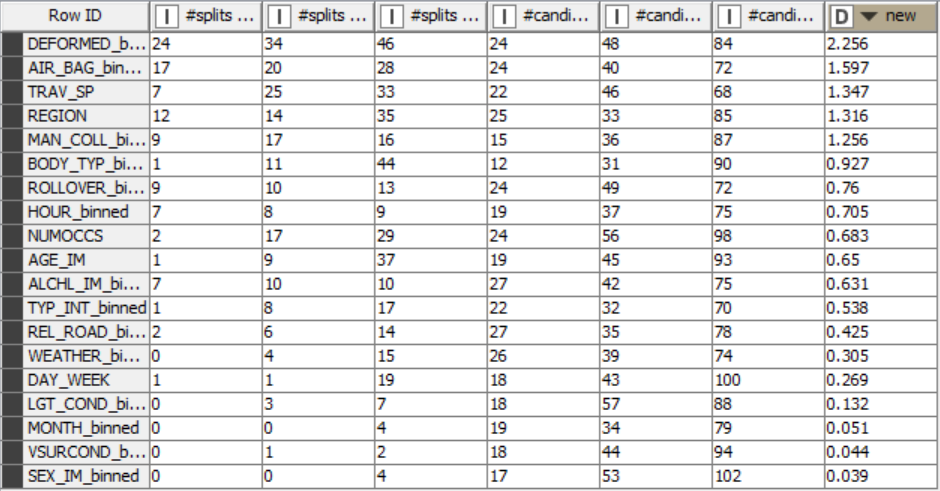 Row ID I #splits ... I #splits ... I #splits ... I #candi... I #candi... I #candi... D new
DEFORMED_b... 24 34 46 24 48 84 2.256
AIR_BAG_bin... 17 20 28 24 40 72 1.597
TRAV_SP 7 25 33 22 46 68 1.347
REGION 12 14 35 25 33 85 1.316
MAN_COLL_bi... 9 17 16 15 36 87 1.256
BODY_TYP_bi... 1 11 44 12 31 90 0.927
ROLLOVER_bi... 9 10 13 24 49 72 0.76
HOUR_binned 7 8 9 19 37 75 0.705
NUMOCCS 2 17 29 24 56 98 0.683
AGE_IM 1 9 37 19 45 93 0.65
ALCHL_IM_bi... 7 10 10 27 42 75 0.631
TYP_INT_binned 1 8 17 22 32 70 0.538
REL_ROAD_bi... 2 6 14 27 35 78 0.425
WEATHER_bi... 0 4 15 26 39 74 0.305
DAY_WEEK 1 1 19 18 43 100 0.269
LGT_COND_bi... 0 3 7 18 57 88 0.132
MONTH_binned 0 0 4 19 34 79 0.051
VSURCOND_b... 0 1 2 18 44 94 0.044
SEX_IM_binned 0 0 4 17 53 102 0.039